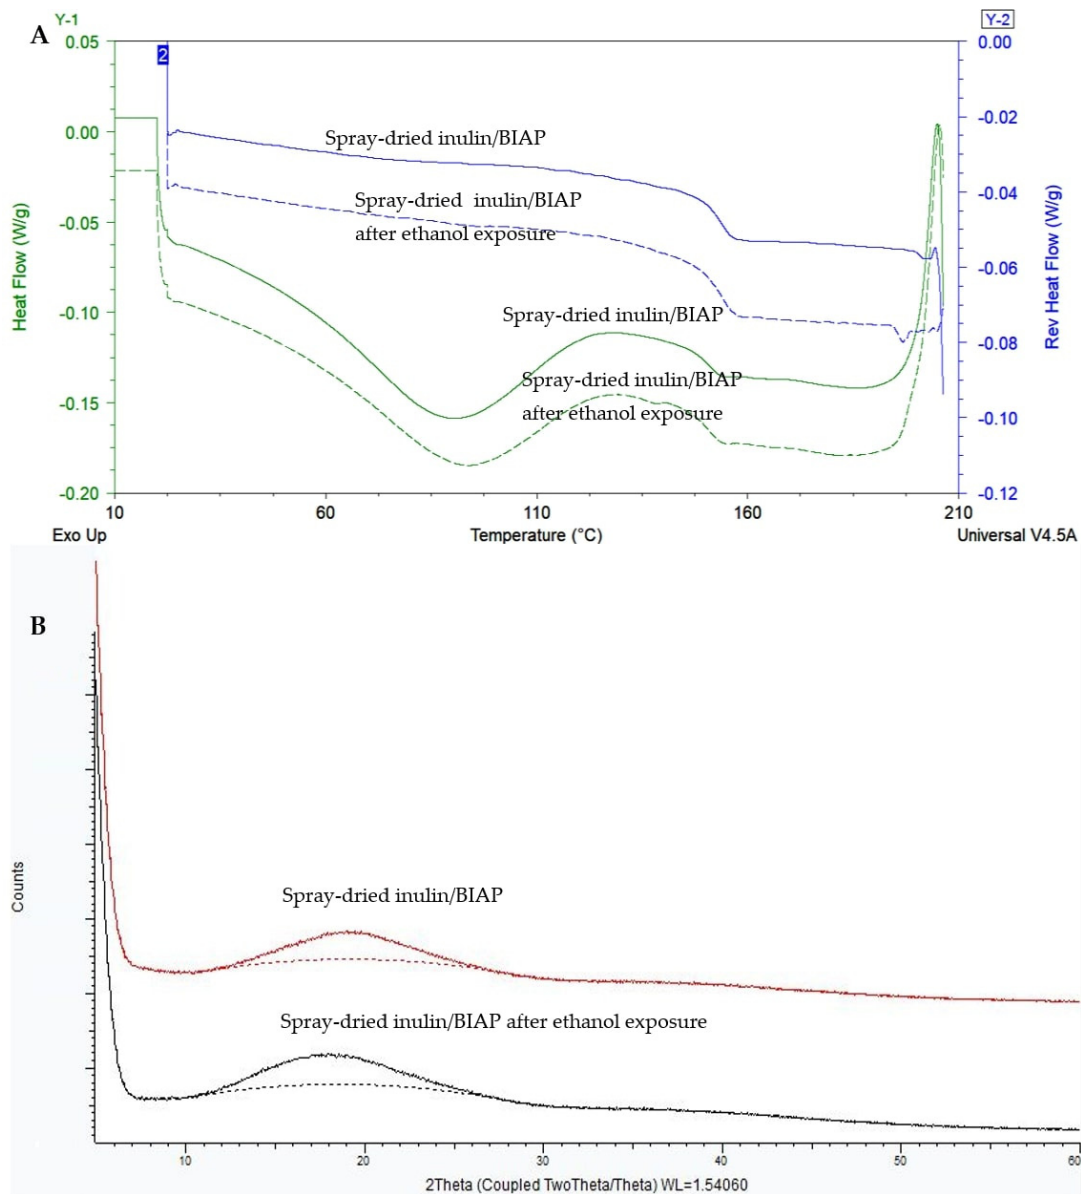 Y-1
Y-2
A
0.05
0.00
2
0.00
-0.02
Spray-dried inulin/BIAP
-0.04
Spray-dried inulin/BIAP
after ethanol exposure
-0.05
-0.06
Heat Flow (W/g)
Rev Heat Flow (W/g)
-0.10
Spray-dried inulin/BIAP
-0.08
Spray-dried inulin/BIAP
after ethanol exposure
-0.15
-0.10
-0.20
-0.12
10
60
110
160
210
Exo Up
Temperature (°C)
Universal V4.5A
B
Counts
Spray-dried inulin/BIAP
Spray-dried inulin/BIAP after ethanol exposure
10
20
30
40
50
60
2Theta (Coupled TwoTheta/Theta) WL=1.54060